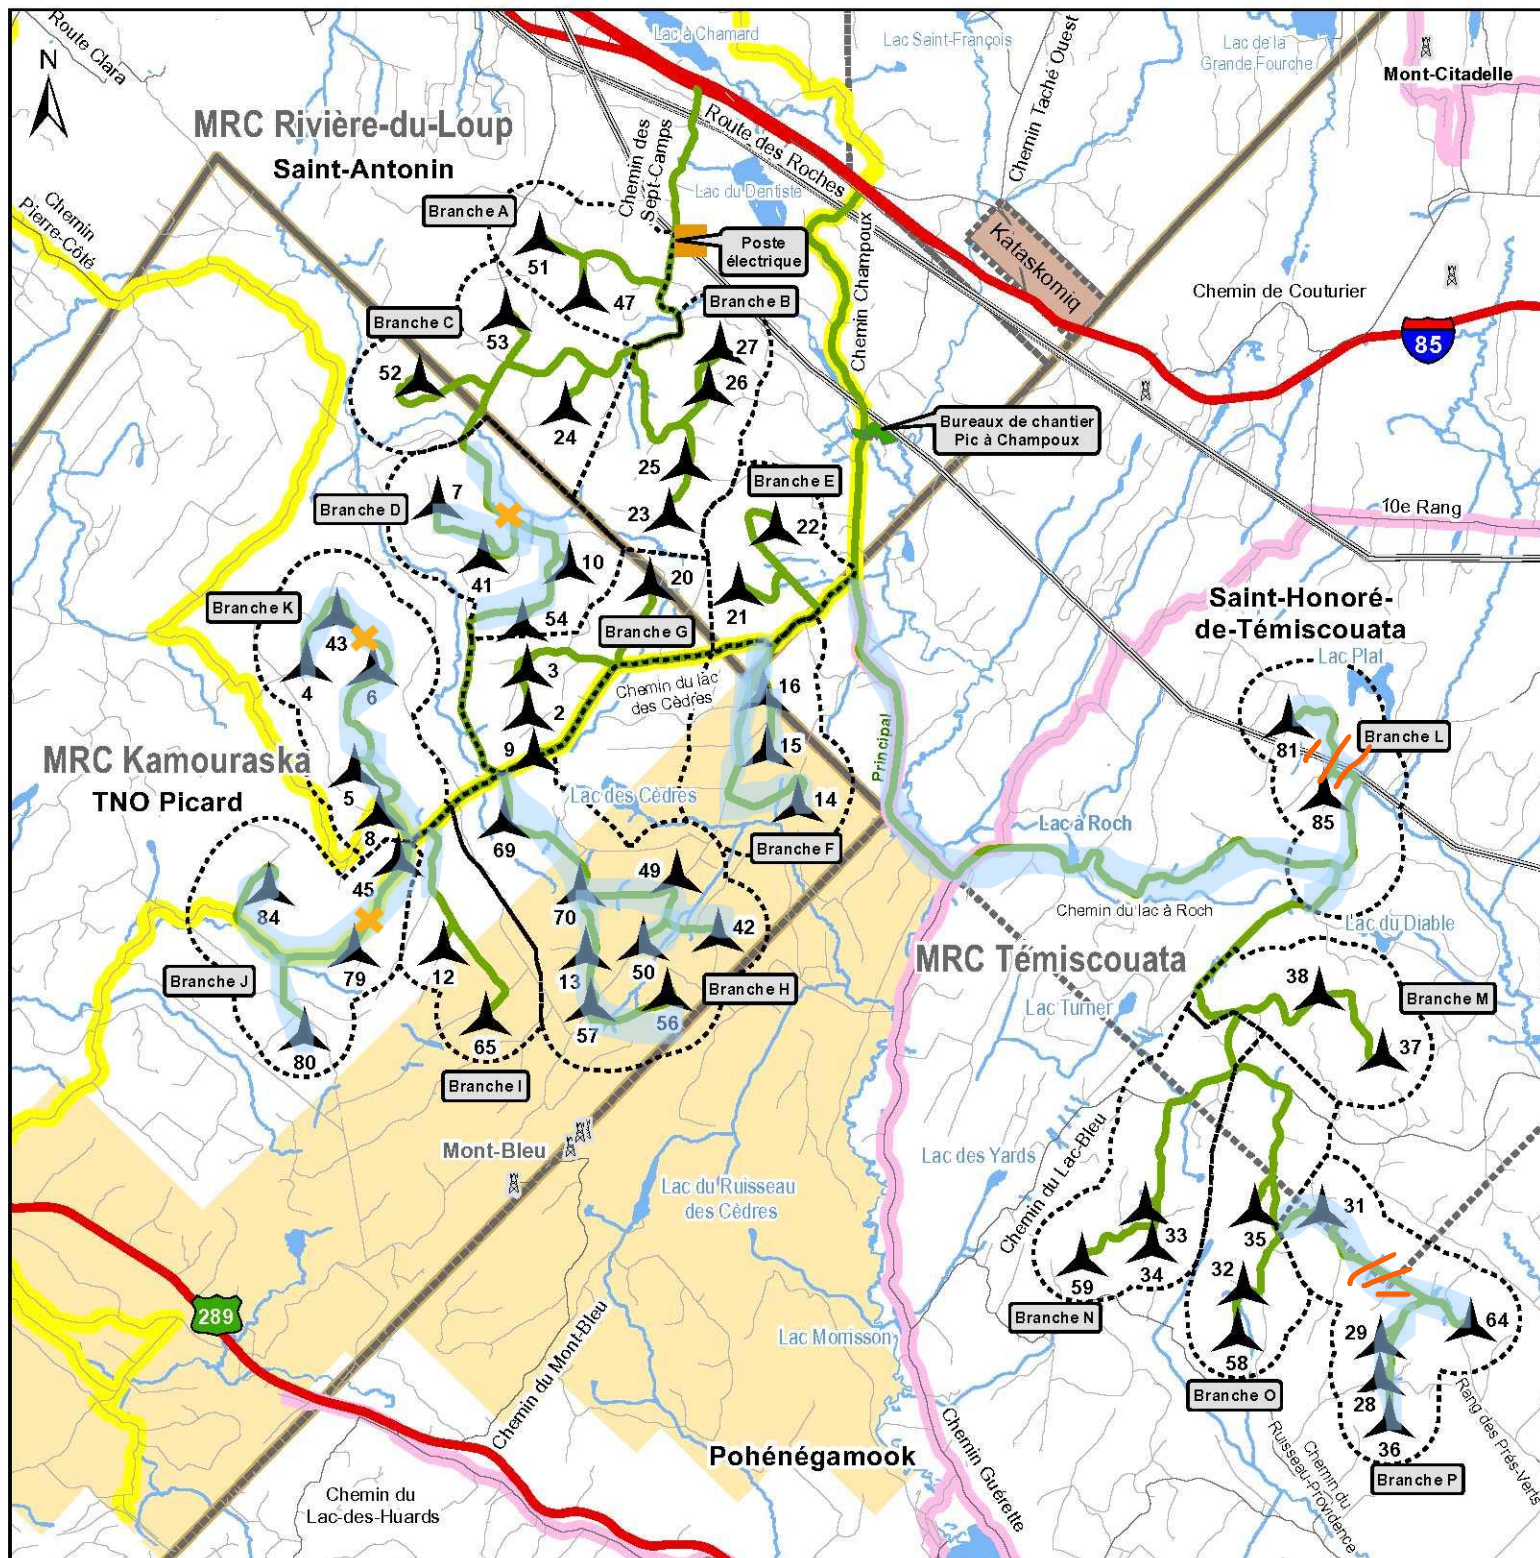 Route Clara
Lac à Chamard
Lac Saint-François
Chemin Taché Ouest
Lac de la
Grande Fourche
Mont-Citadelle
N
MRC Rivière-du-Loup
Saint-Antonin
Chemin des
Sept-Camps
Route des Roches
Lac du Dentiste
Chemin
Pierre-Côté
Branche A
51
47
Poste
électrique
Chemin Champoux
Kataskomiq
Chemin de Couturier
85
Branche B
Branche C
53
52
24
27
26
25
23
Bureaux de chantier
Pic à Champoux
Branche E
22
21
10e Rang
Branche D
7
41
10
54
20
Branche G
Branche K
43
4
6
3
2
9
Chemin du lac
des Cèdres
16
15
14
Principal
Saint-Honoré-
de-Témiscouata
Lac Plat
81
Branche L
85
MRC Kamouraska
TNO Picard
5
8
45
Lac des Cèdres
69
Branche F
Lac à Roch
Chemin du lac à Roch
Lac du Diable
84
79
80
Branche J
12
65
Branche I
70
49
42
13
50
57
56
Branche H
MRC Témiscouata
Lac Turner
38
Branche M
37
Mont-Bleu
Lac du Ruisseau
des Cèdres
Lac des Yards
Chemin du Lac-Bleu
33
34
59
Branche N
35
32
58
Branche O
31
64
29
28
36
Branche P
Rang des Prés-Verts
Chemin du
Ruisseau-Providence
289
Chemin du Mont-Bleu
Lac Morrisson
Chemin Guérette
Pohénégamook
Chemin du
Lac-des-Huards